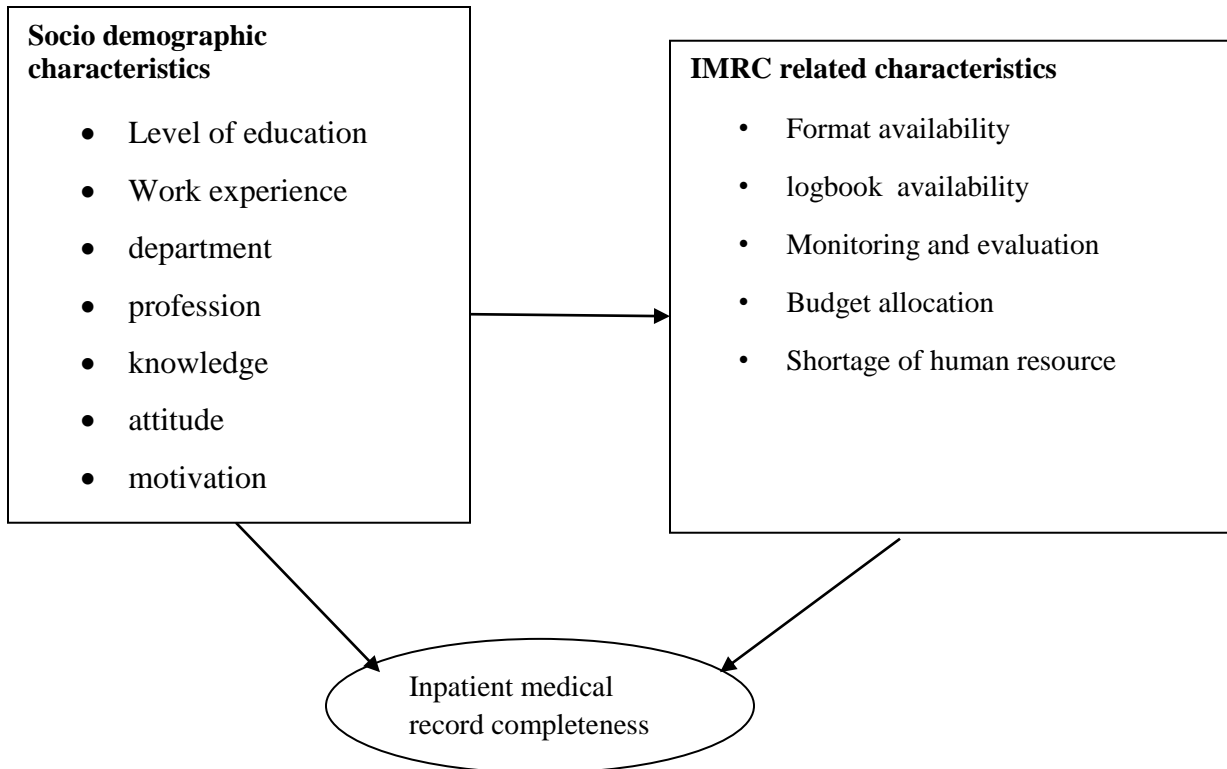 Socio demographic
characteristics
• Level of education
• Work experience
• department
• profession
• knowledge
• attitude
• motivation
IMRC related characteristics
• Format availability
• logbook  availability
• Monitoring and evaluation
• Budget allocation
• Shortage of human resource
Inpatient medical
record completeness